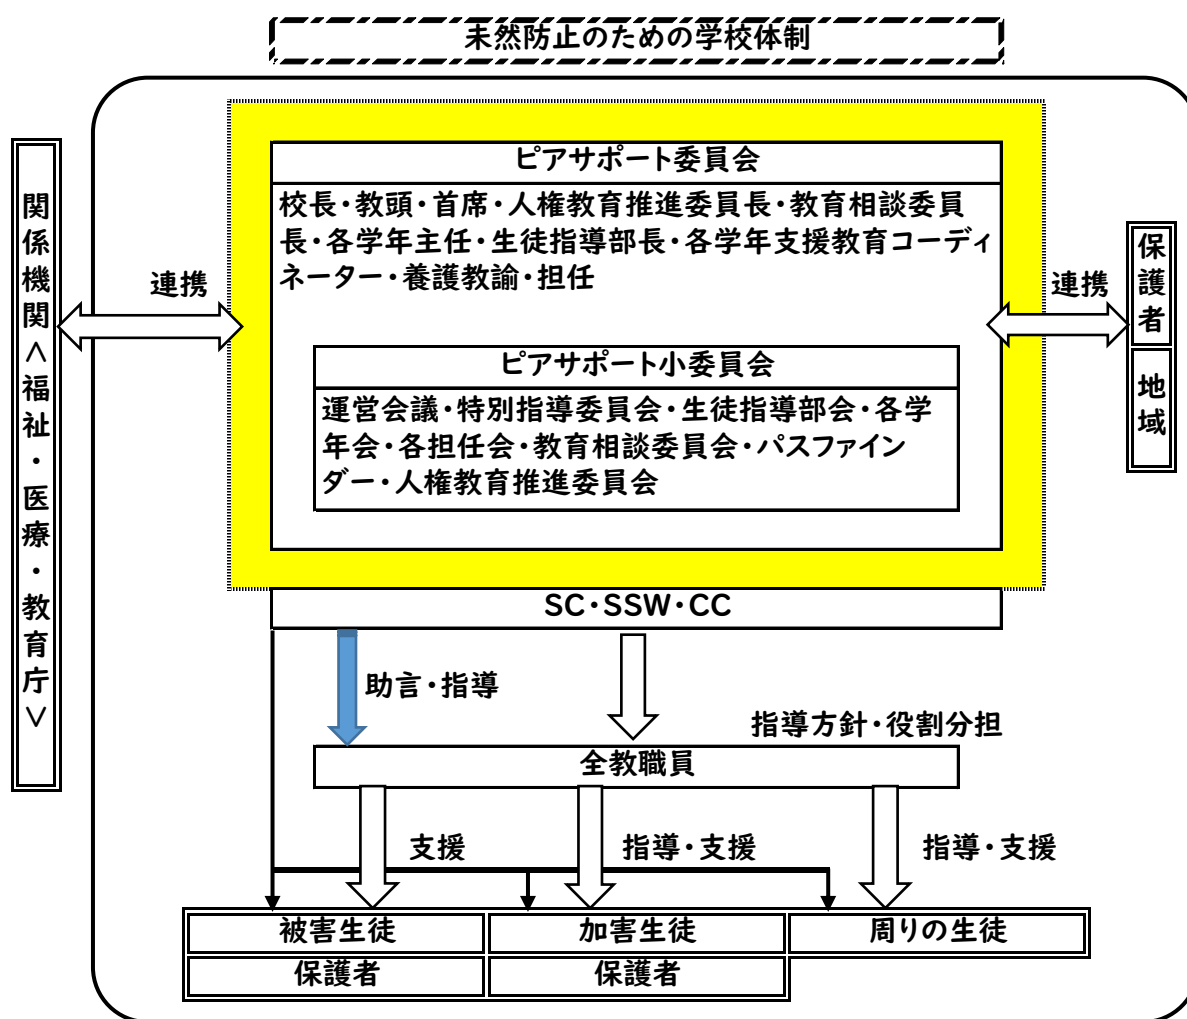 未然防止のための学校体制
ピアサポート委員会
校長・教頭・首席・人権教育推進委員長・教育相談委員
長・各学年主任・生徒指導部長・各学年支援教育コーディ
ネーター・養護教諭・担任
関係機関<福祉・医療・教育庁>
連携
連携
保護者
地域
ピアサポート小委員会
運営会議・特別指導委員会・生徒指導部会・各学
年会・各担任会・教育相談委員会・パスファイン
ダー・人権教育推進委員会
SC・SSW・CC
助言・指導
指導方針・役割分担
全教職員
支援
指導・支援
指導・支援
被害生徒
加害生徒
周りの生徒
保護者
保護者